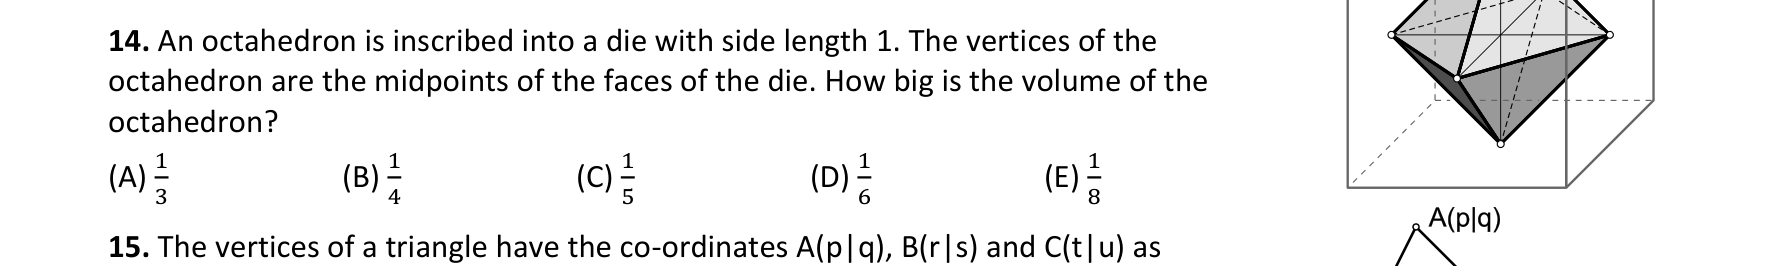 14. An octahedron is inscribed into a die with side length 1. The vertices of the
octahedron are the midpoints of the faces of the die. How big is the volume of the
octahedron?
(A) 1/3 (B) 1/4 (C) 1/5 (D) 1/6 (E) 1/8
A(p|q)
15. The vertices of a triangle have the co-ordinates A(p|q), B(r|s) and C(t|u) as